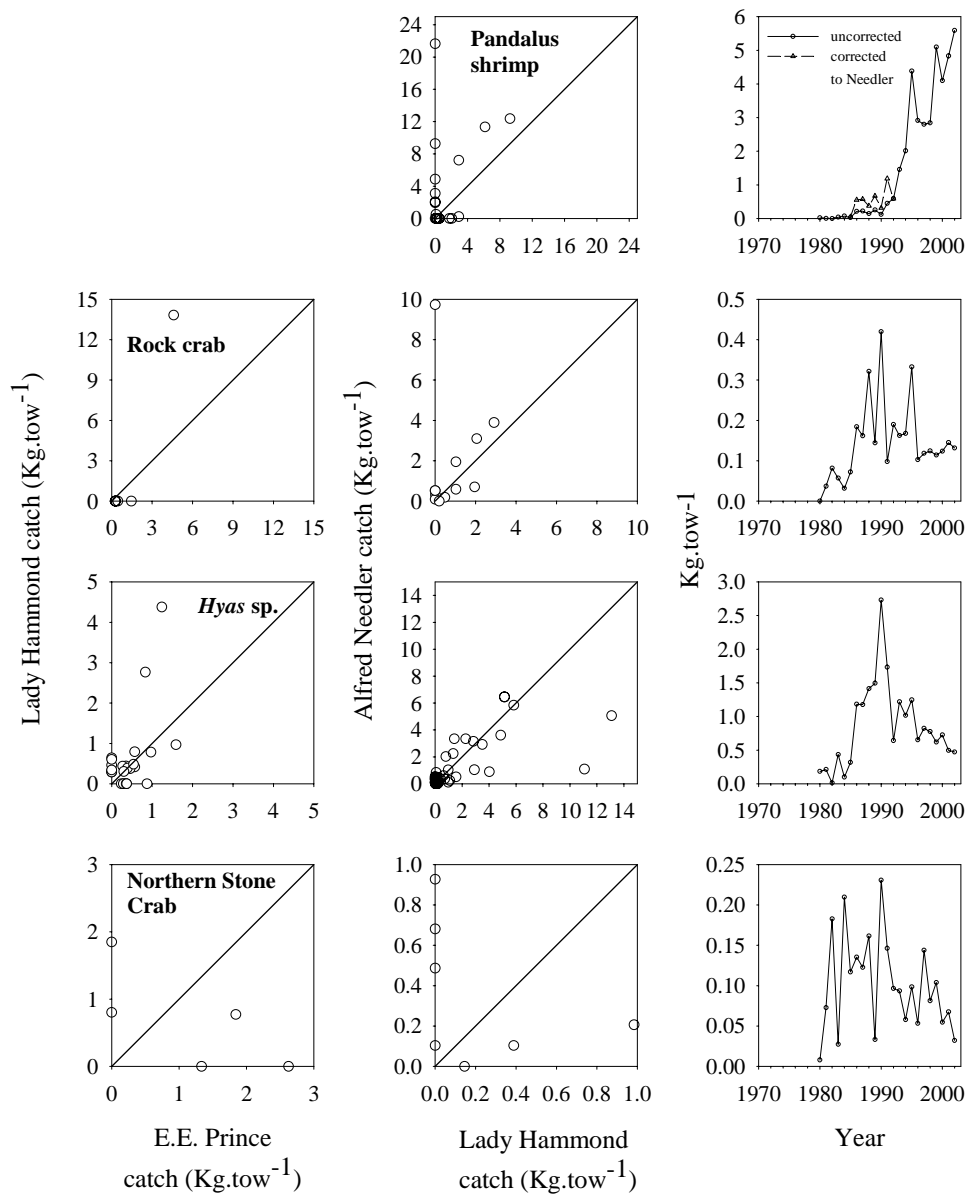 24
20
16
12
8
4
0
Pandalus
shrimp
0 4 8 12 16 20 24
6
5
4
3
2
1
0
uncorrected
corrected
to Needler
1970 1980 1990 2000
Lady Hammond catch (Kg.tow-1)
15
12
9
6
3
0
Rock crab
0 3 6 9 12 15
Alfred Needler catch (Kg.tow-1)
10
8
6
4
2
0
0 2 4 6 8 10
Kg.tow-1
0.5
0.4
0.3
0.2
0.1
0.0
1970 1980 1990 2000
5
4
3
2
1
0
Hyas sp.
0 1 2 3 4 5
14
12
10
8
6
4
2
0
0 2 4 6 8 10 12 14
3.0
2.5
2.0
1.5
1.0
0.5
0.0
1970 1980 1990 2000
3
2
1
0
Northern Stone
Crab
0 1 2 3
E.E. Prince
catch (Kg.tow-1)
1.0
0.8
0.6
0.4
0.2
0.0
0.0 0.2 0.4 0.6 0.8 1.0
Lady Hammond
catch (Kg.tow-1)
0.25
0.20
0.15
0.10
0.05
0.00
1970 1980 1990 2000
Year